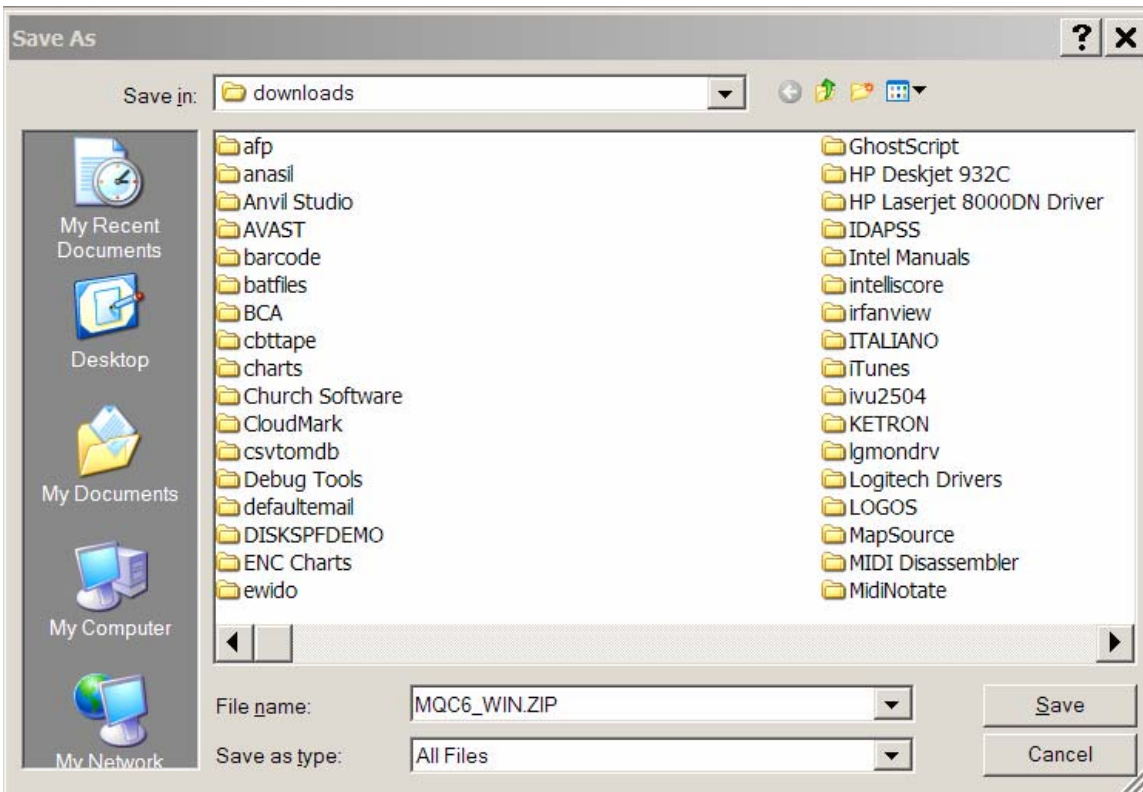 Save As
Save in: downloads
My Recent
Documents
Desktop
My Documents
My Computer
My Network
afp
anasil
Anvil Studio
AVAST
barcode
batfiles
BCA
cbttape
charts
Church Software
CloudMark
csvtomdb
Debug Tools
defaultemail
DISKSPFDEMO
ENC Charts
ewido
GhostScript
HP Deskjet 932C
HP Laserjet 8000DN Driver
IDAPSS
Intel Manuals
intelliscore
irfanview
ITALIANO
iTunes
ivu2504
KETRON
lgmondrv
Logitech Drivers
LOGOS
MapSource
MIDI Disassembler
MidiNotate
File name: MQC6_WIN.ZIP
Save
Save as type: All Files
Cancel